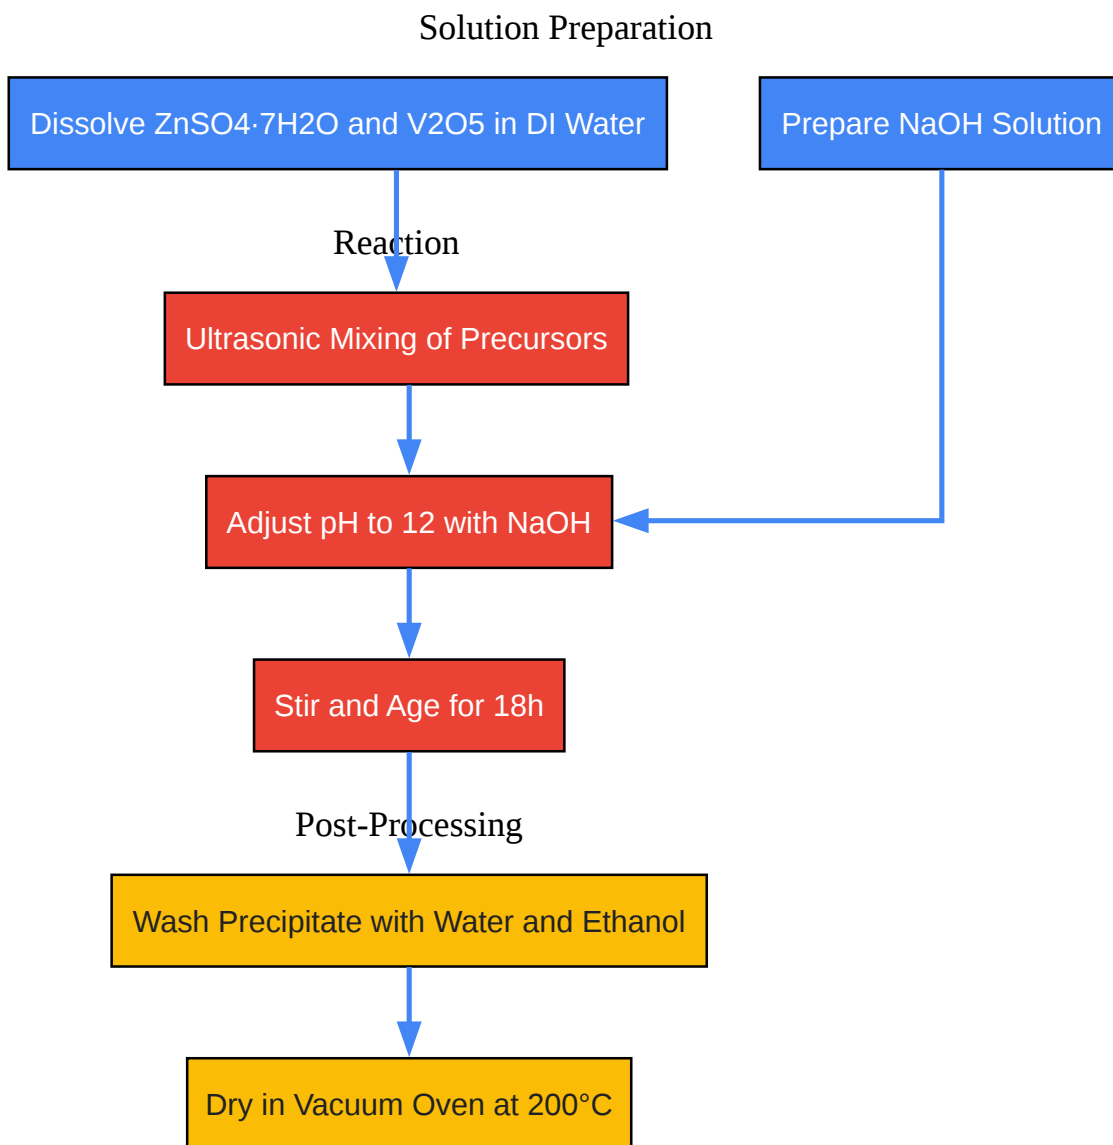 Solution Preparation
Dissolve ZnSO4·7H2O and V2O5 in DI Water
Prepare NaOH Solution
Reaction
Ultrasonic Mixing of Precursors
Adjust pH to 12 with NaOH
Stir and Age for 18h
Post-Processing
Wash Precipitate with Water and Ethanol
Dry in Vacuum Oven at 200°C